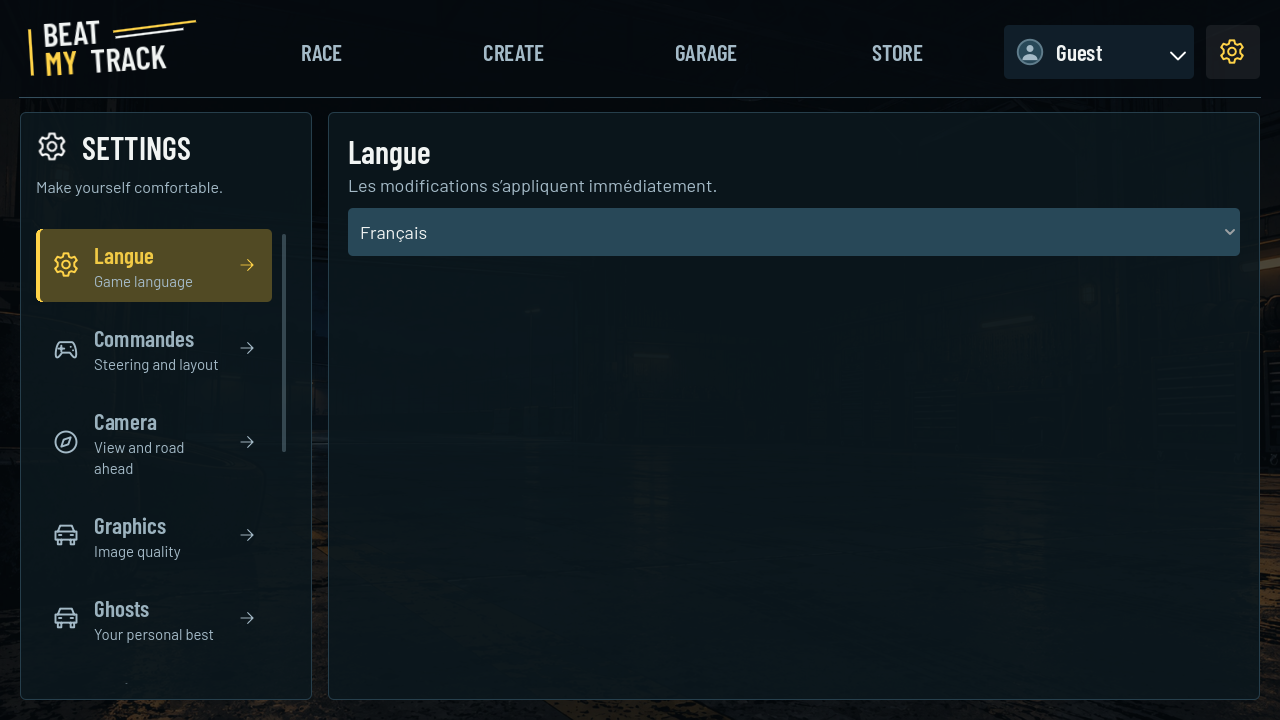 BEAT
MY TRACK
RACE
CREATE
GARAGE
STORE
Guest
SETTINGS
Make yourself comfortable.
Langue
Game language
Commandes
Steering and layout
Camera
View and road
ahead
Graphics
Image quality
Ghosts
Your personal best
Langue
Les modifications s’appliquent immédiatement.
Français